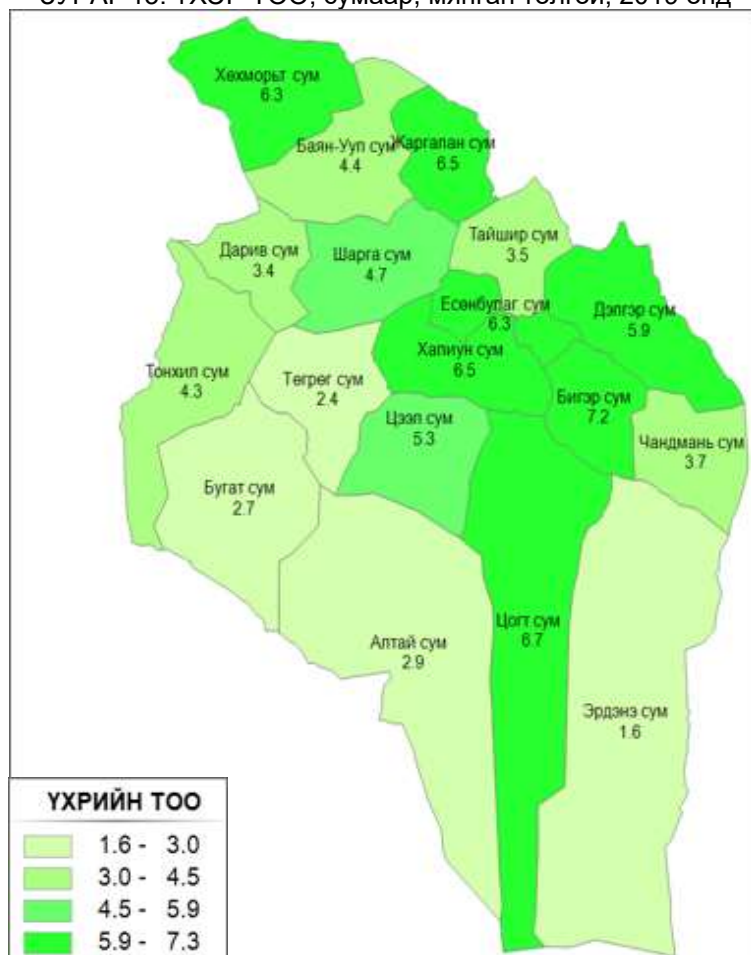 Хөхморьт сум
6.3
Баян-Уул сум
4.4
Жаргалан сум
6.5
Дарив сум
3.4
Шарга сум
4.7
Тайшир сум
3.5
Есөнбулаг сум
6.3
Дэлгэр сум
5.9
Халиун сум
6.5
Тонхил сум
4.3
Төгрөг сум
2.4
Бигэр сум
7.2
Цээл сум
5.3
Чандмань сум
3.7
Бугат сум
2.7
Цогт сум
6.7
Алтай сум
2.9
Эрдэнэ сум
1.6
ҮХРИЙН ТОО
1.6 - 3.0
3.0 - 4.5
4.5 - 5.9
5.9 - 7.3